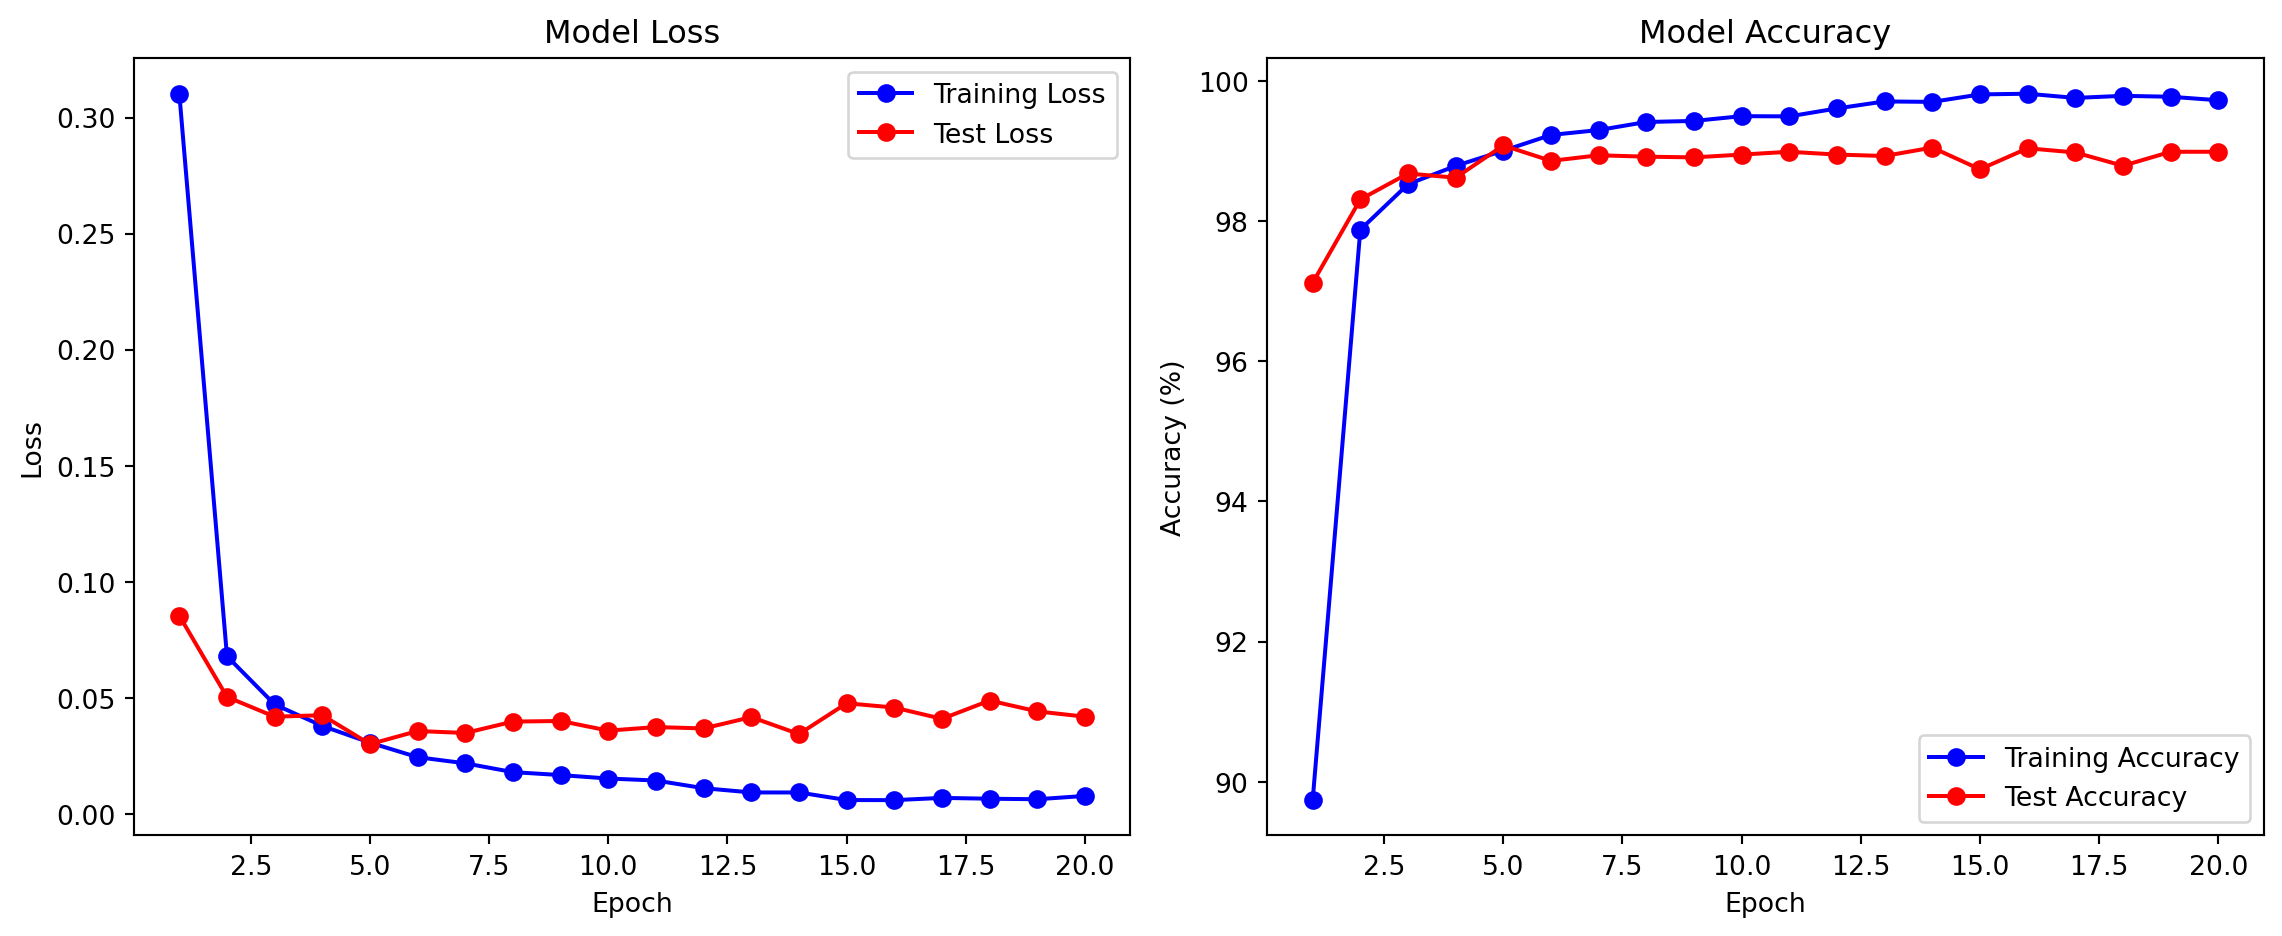 Model Loss
0.30
0.25
0.20
0.15
0.10
0.05
0.00
Loss
Training Loss
Test Loss
2.5 5.0 7.5 10.0 12.5 15.0 17.5 20.0
Epoch
Model Accuracy
100
98
96
94
92
90
Accuracy (%)
Training Accuracy
Test Accuracy
2.5 5.0 7.5 10.0 12.5 15.0 17.5 20.0
Epoch